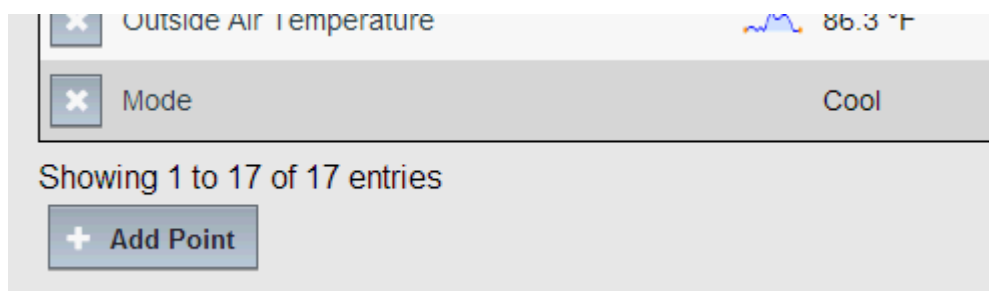 Outside Air Temperature 86.3 °F
Mode Cool
Showing 1 to 17 of 17 entries
Add Point